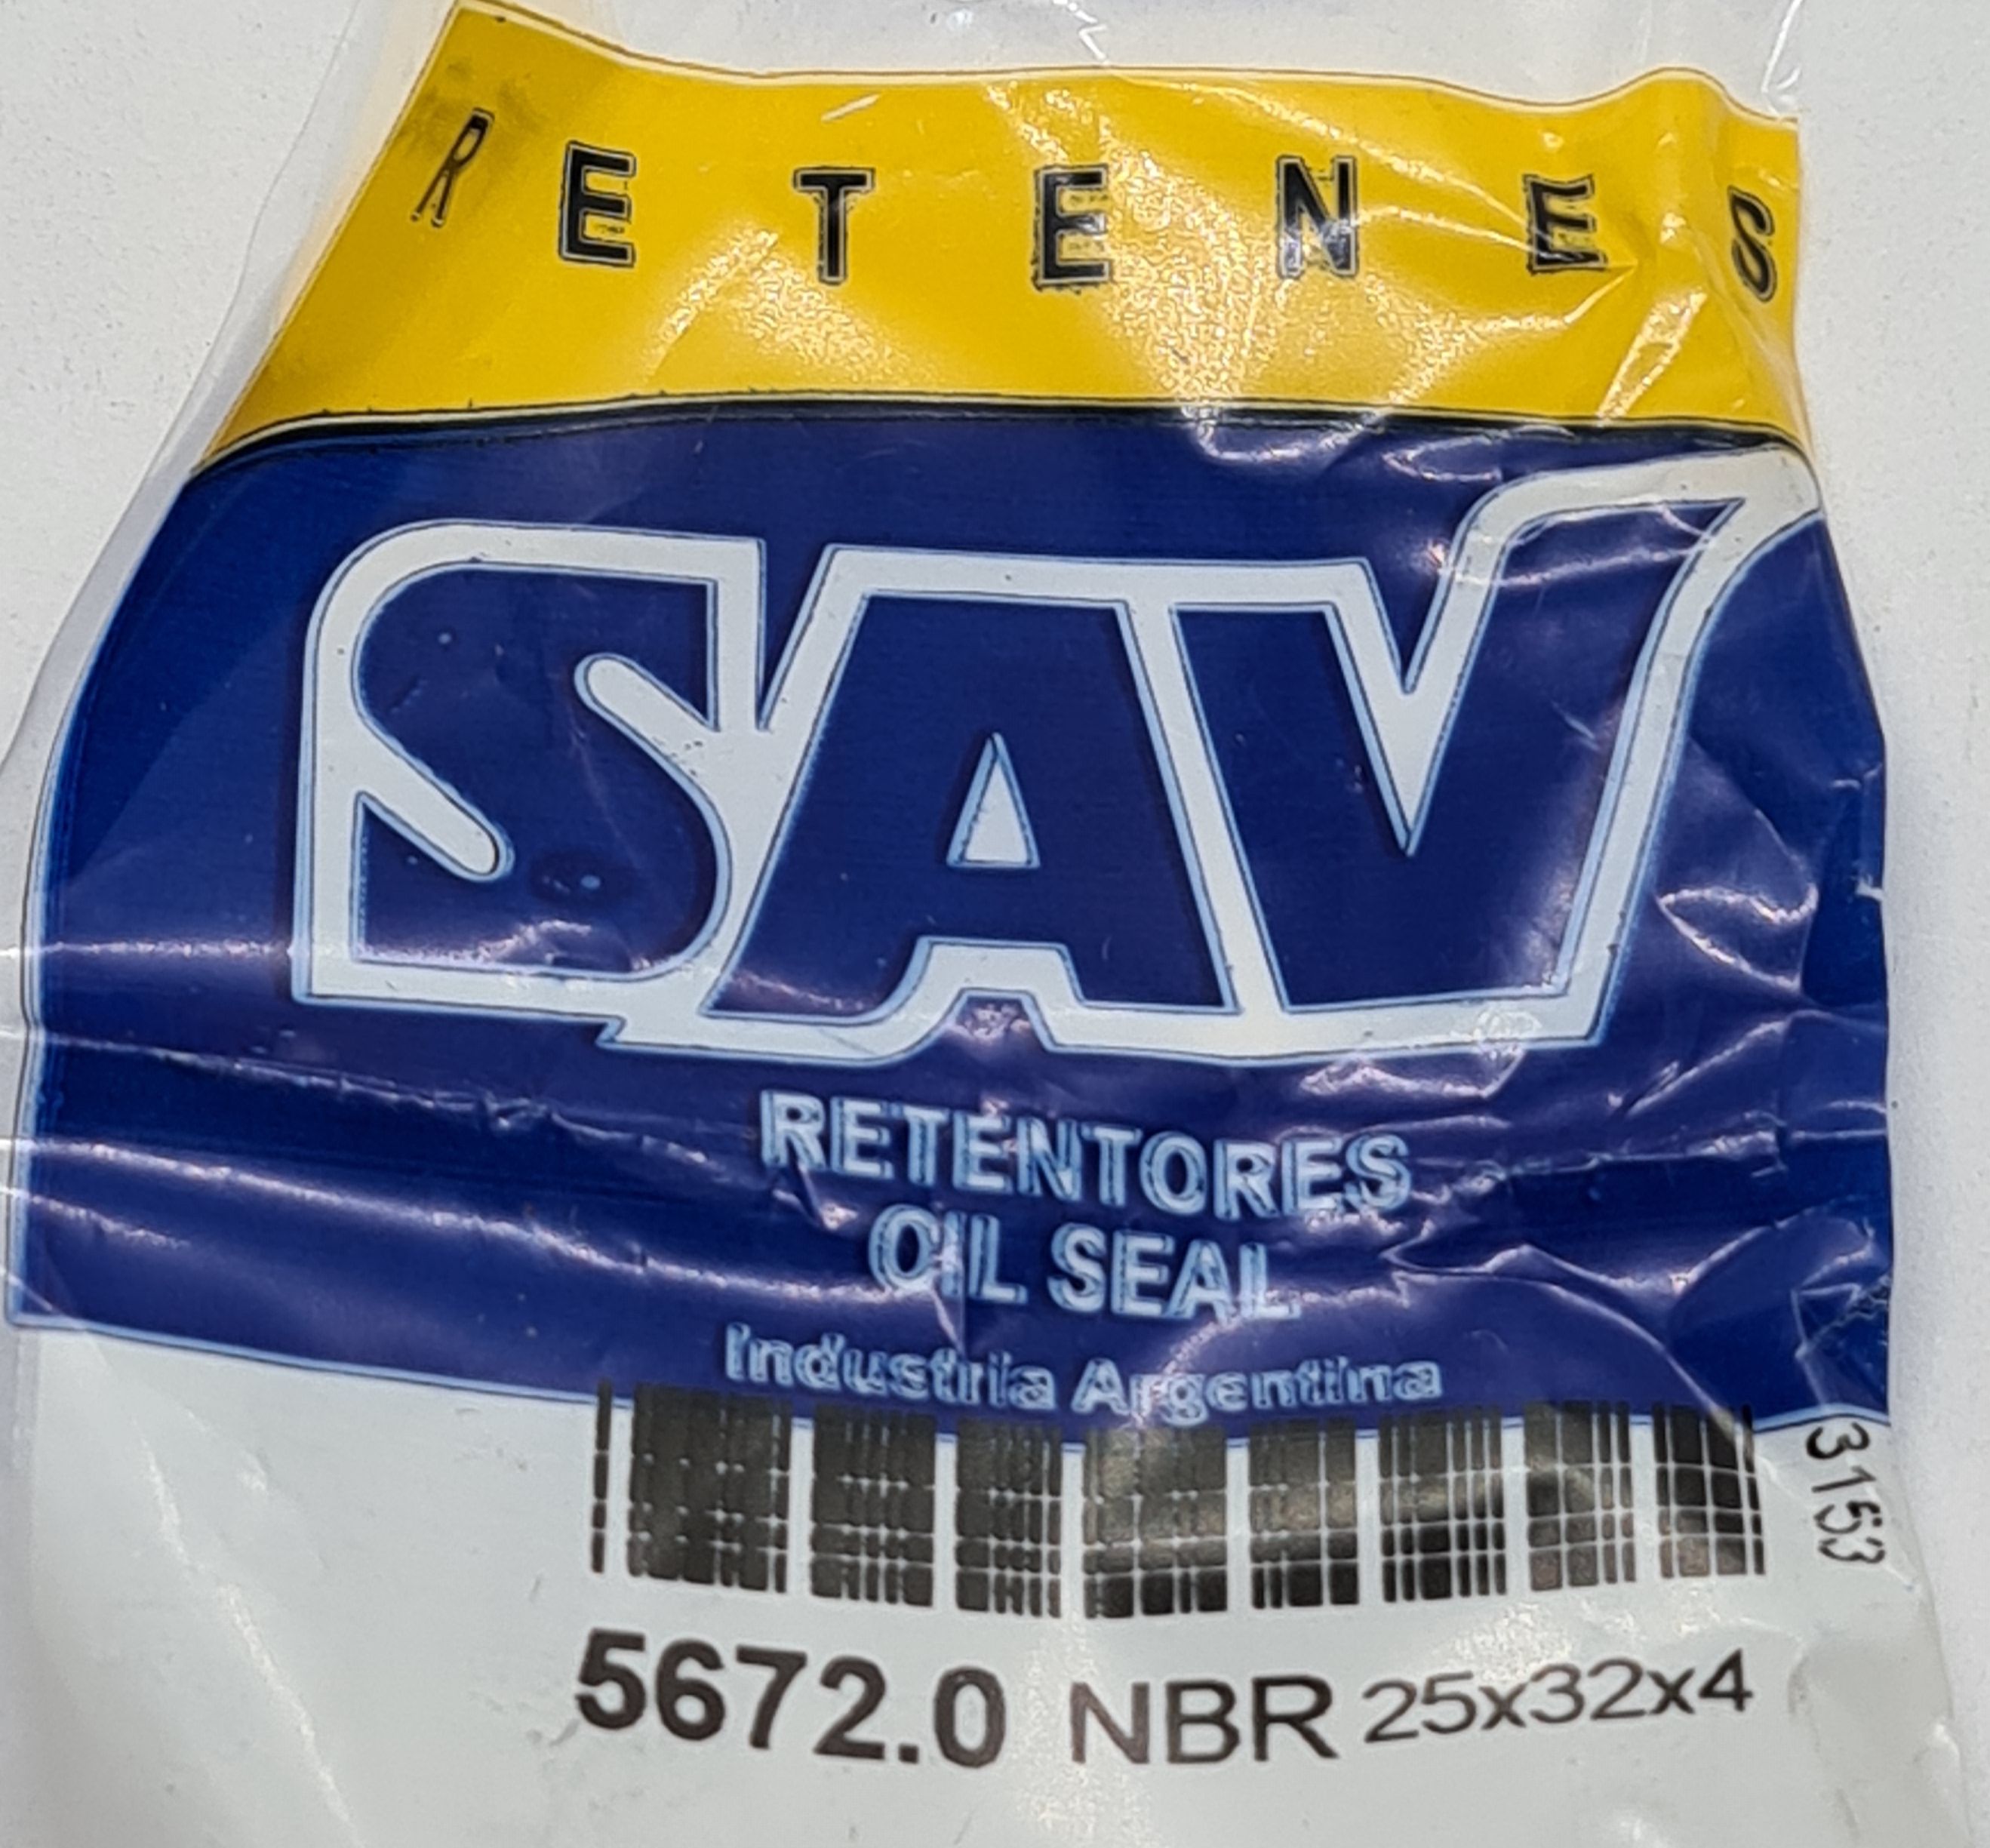 RETENES
SAV
RETENTORES
OIL SEAL
Industria Argentina
3153
5672.0 NBR 25x32x4